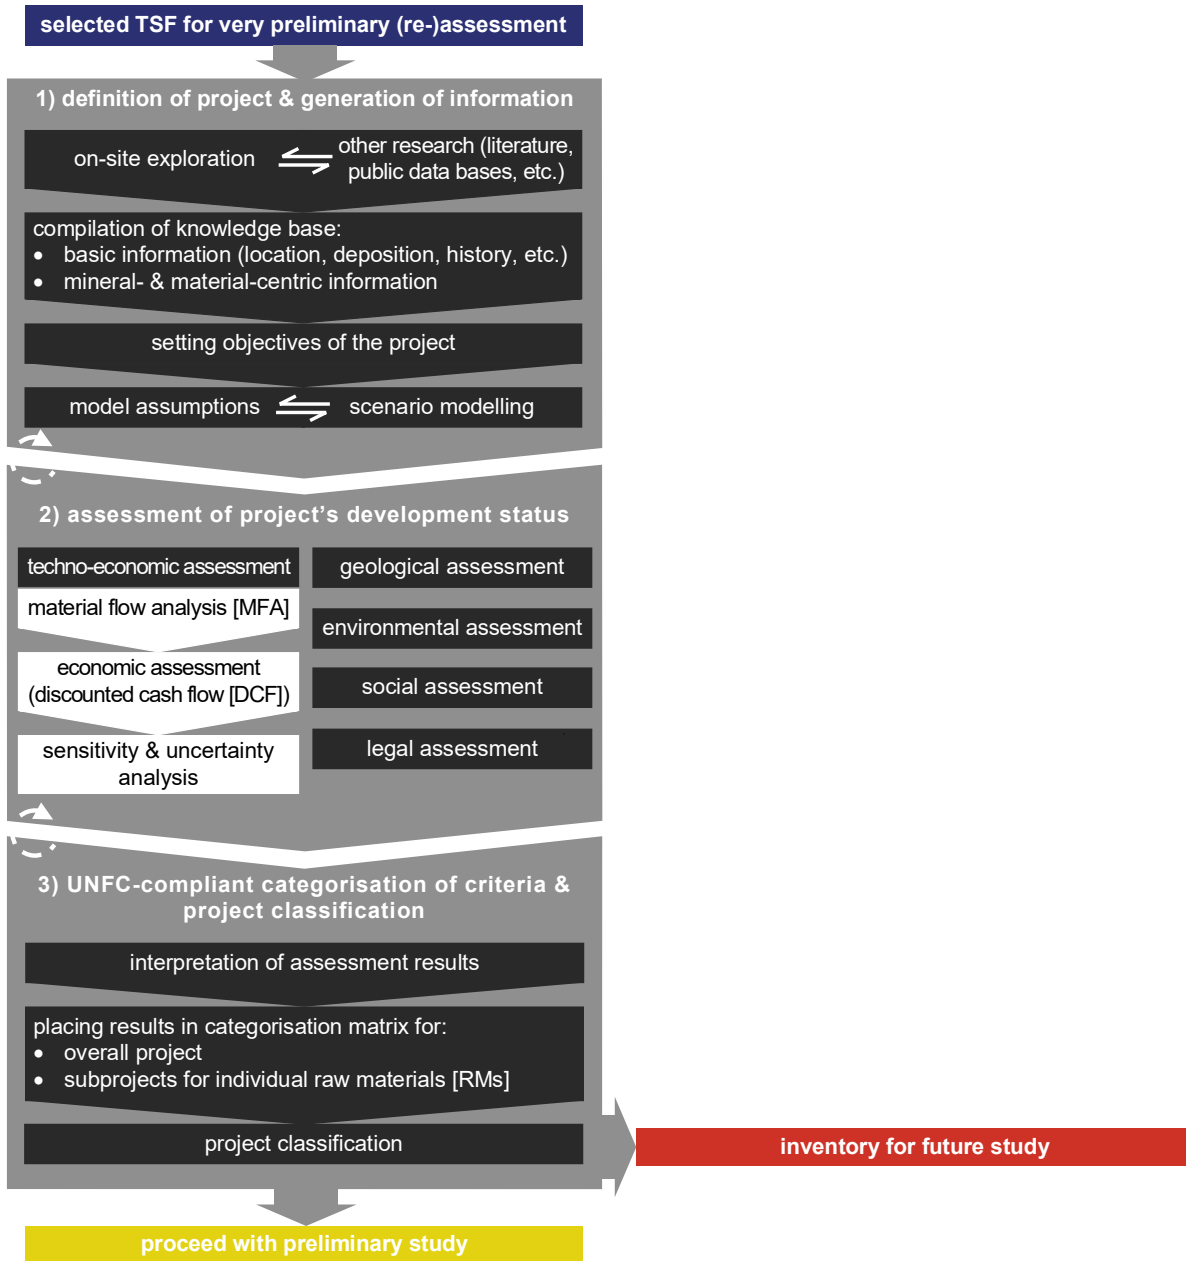 selected TSF for very preliminary (re-)assessment
1) definition of project & generation of information
on-site exploration
other research (literature,
public data bases, etc.)
compilation of knowledge base:
• basic information (location, deposition, history, etc.)
• mineral- & material-centric information
setting objectives of the project
model assumptions
scenario modelling
2) assessment of project's development status
techno-economic assessment
material flow analysis [MFA]
economic assessment
(discounted cash flow [DCF])
sensitivity & uncertainty
analysis
geological assessment
environmental assessment
social assessment
legal assessment
3) UNFC-compliant categorisation of criteria &
project classification
interpretation of assessment results
placing results in categorisation matrix for:
• overall project
• subprojects for individual raw materials [RMs]
project classification
inventory for future study
proceed with preliminary study